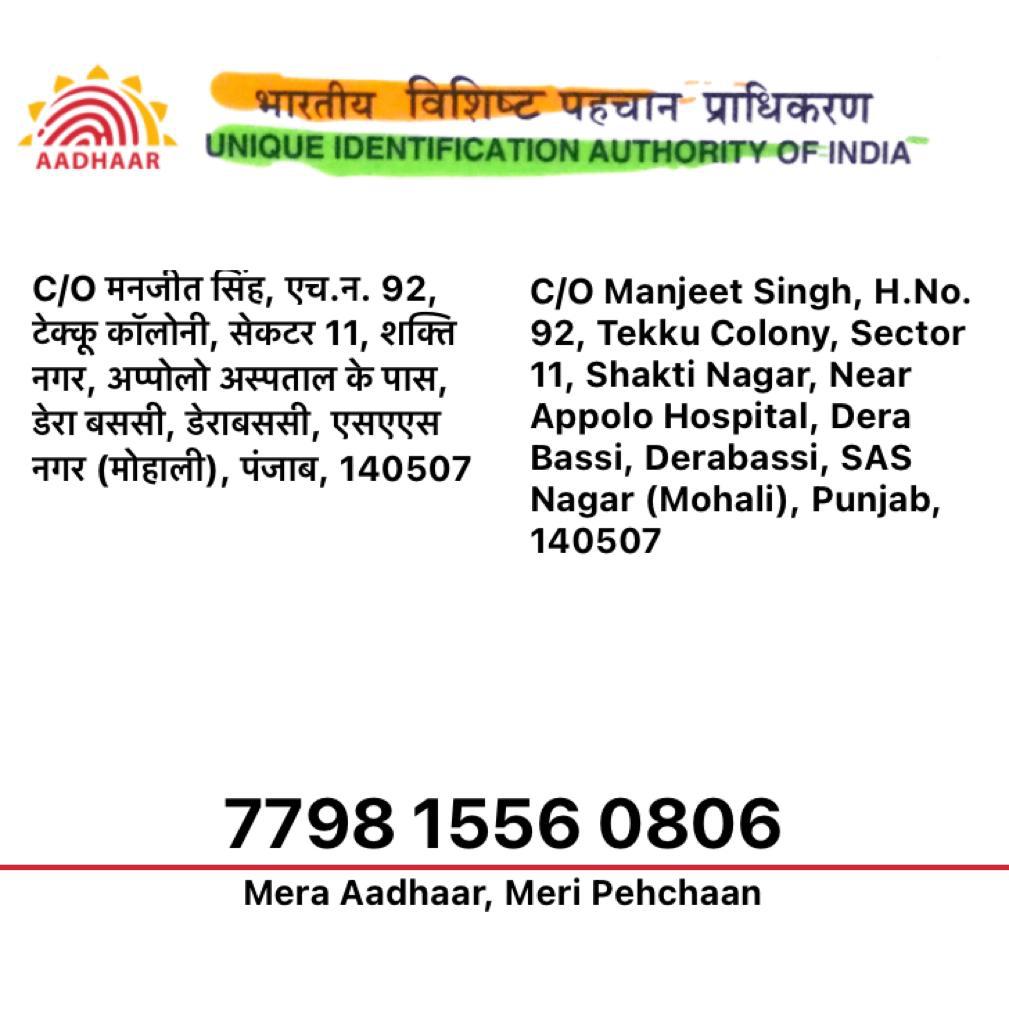 भारतीय विशिष्ट पहचान प्राधिकरण
AADHAAR
UNIQUE IDENTIFICATION AUTHORITY OF INDIA
C/O मनजीत सिंह, एच.न. 92,
टेक्कू कॉलोनी, सेकटर 11, शक्ति
नगर, अप्पोलो अस्पताल के पास,
डेरा बससी, डेराबससी, एसएएस
नगर (मोहाली), पंजाब, 140507
C/O Manjeet Singh, H.No.
92, Tekku Colony, Sector
11, Shakti Nagar, Near
Appolo Hospital, Dera
Bassi, Derabassi, SAS
Nagar (Mohali), Punjab,
140507
7798 1556 0806
Mera Aadhaar, Meri Pehchaan